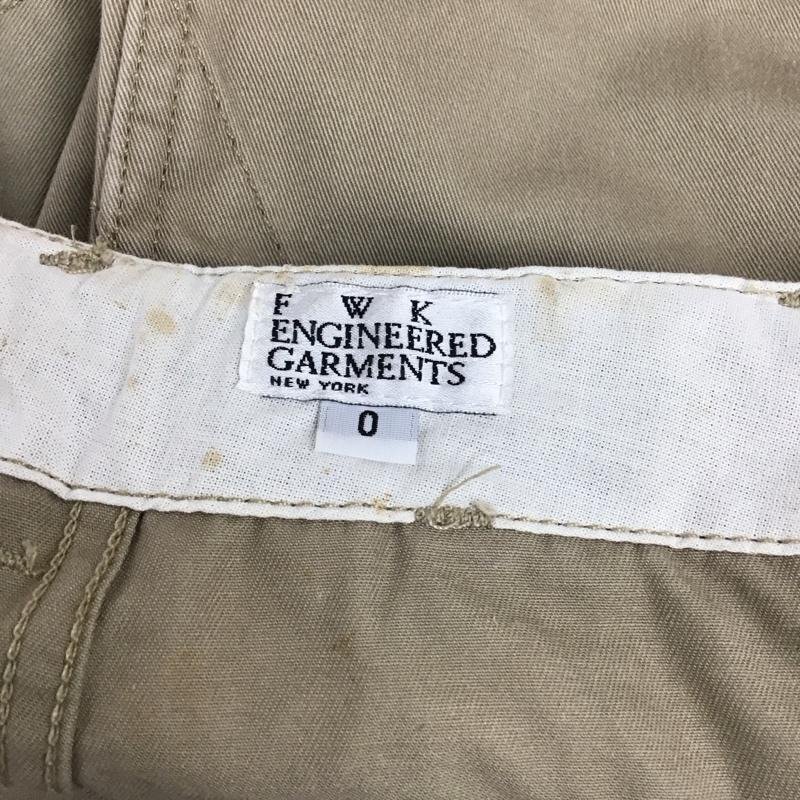 F W K
ENGINEERED
GARMENTS
NEW YORK
0